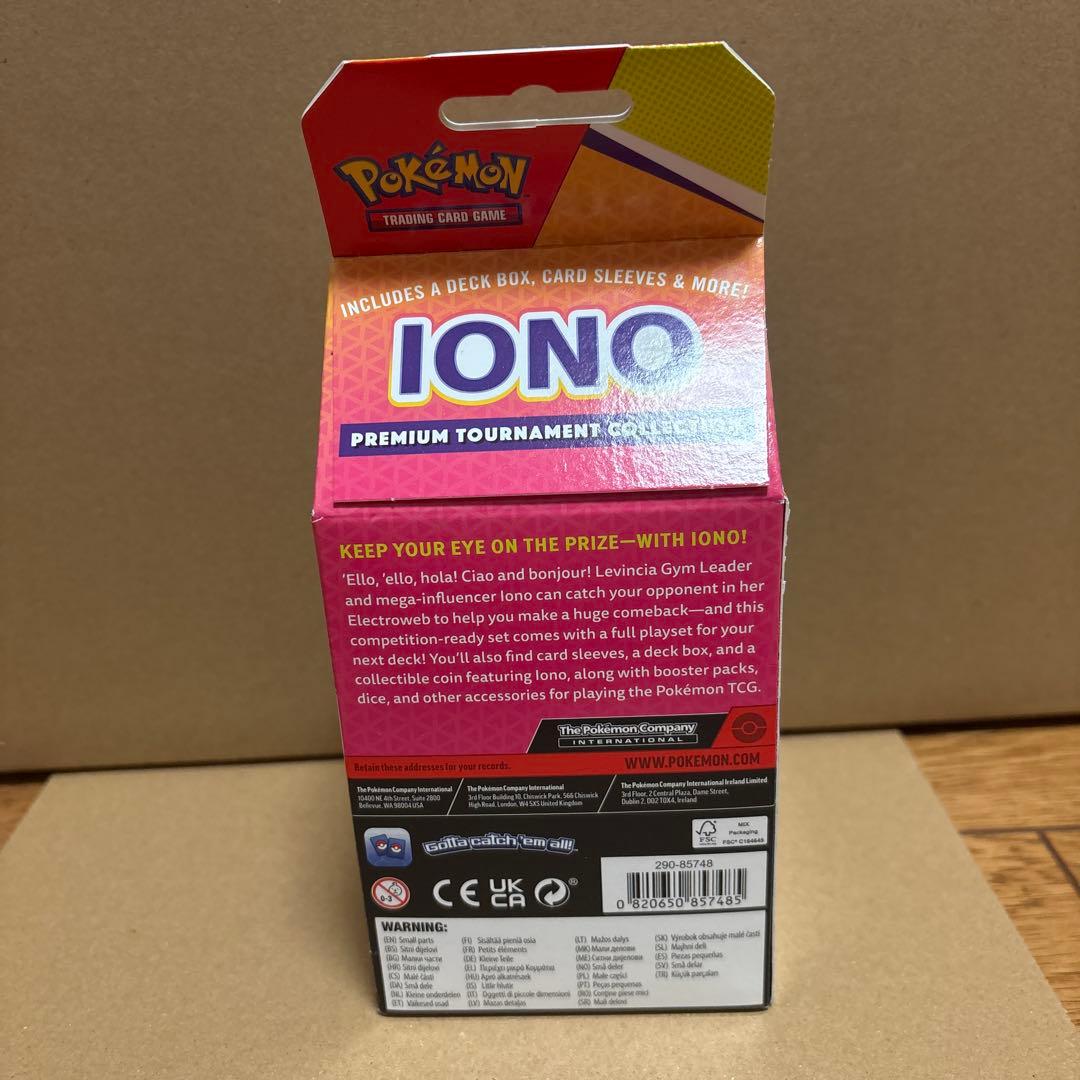 POKéMON
TRADING CARD GAME
INCLUDES A DECK BOX, CARD SLEEVES & MORE!
IONO
PREMIUM TOURNAMENT COLLECTION
KEEP YOUR EYE ON THE PRIZE—WITH IONO!
'Ello, 'ello, hola! Ciao and bonjour! Levincia Gym Leader
and mega-influencer Iono can catch your opponent in her
Electroweb to help you make a huge comeback—and this
competition-ready set comes with a full playset for your
next deck! You'll also find card sleeves, a deck box, and a
collectible coin featuring Iono, along with booster packs,
dice, and other accessories for playing the Pokémon TCG.
The Pokémon Company
INTERNATIONAL
Retain these addresses for your records.
WWW.POKEMON.COM
The Pokémon Company International
10400 NE 4th Street, Suite 2800
Bellevue, WA 98004 USA
The Pokémon Company International
3rd Floor Building 10, Chiswick Park, 566 Chiswick
High Road, London, W4 5XS United Kingdom
The Pokémon Company International Ireland Limited
3rd Floor, 2 Central Plaza, Dame Street,
Dublin 2, D02 T0X4, Ireland
Gotta catch 'em all!
FSC
MIX
Packaging
FSC® C184645
0-3
CE
UK
CA
290-85748
0 820650 857485
WARNING:
(EN) Small parts
(BS) Sitni dijelovi
(BG) Малки части
(HR) Sitni dijelovi
(CS) Malé části
(DA) Små dele
(NL) Kleine onderdelen
(ET) Väikesed osad
(FI) Sisältää pieniä osia
(FR) Petits éléments
(DE) Kleine Teile
(EL) Περιέχει μικρά Κομμάτια
(HU) Apró alkatrészek
(IS) Litlir hlutir
(IT) Oggetti di piccole dimensioni
(LV) Mazas detaļas
(LT) Mažos dalys
(MK) Мали делови
(ME) Ситни дијелови
(NO) Små deler
(PL) Małe części
(PT) Peças pequenas
(RO) Conține piese mici
(SR) Mali delovi
(SK) Výrobok obsahuje malé časti
(SL) Majhni deli
(ES) Piezas pequeñas
(SV) Små delar
(TR) Küçük parçaları